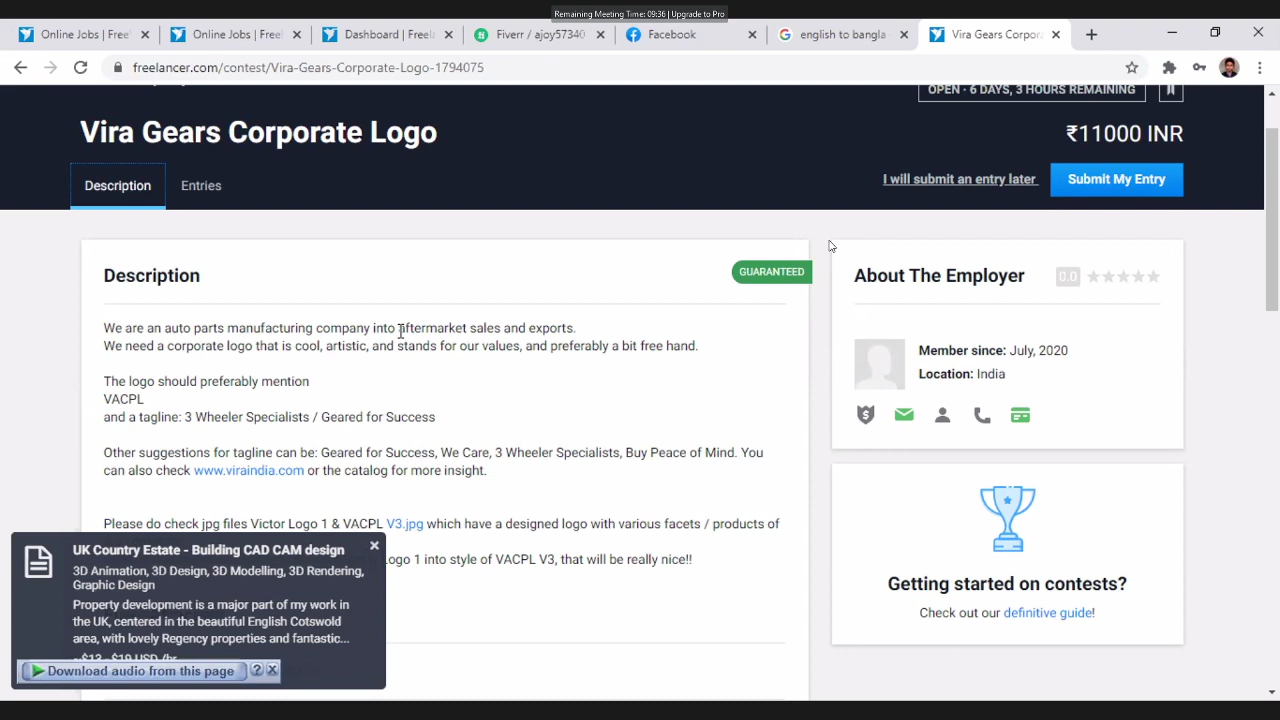 Remaining Meeting Time: 09:36 | Upgrade to Pro
Online Jobs | Free
Online Jobs | Free
Dashboard | Freela
Fiverr / ajoy57340
Facebook
english to bangla
Vira Gears Corpor
freelancer.com/contest/Vira-Gears-Corporate-Logo-1794075
OPEN · 6 DAYS, 3 HOURS REMAINING
Vira Gears Corporate Logo
₹11000 INR
Description
Entries
I will submit an entry later
Submit My Entry
Description
GUARANTEED
We are an auto parts manufacturing company into aftermarket sales and exports.
We need a corporate logo that is cool, artistic, and stands for our values, and preferably a bit free hand.
The logo should preferably mention
VACPL
and a tagline: 3 Wheeler Specialists / Geared for Success
Other suggestions for tagline can be: Geared for Success, We Care, 3 Wheeler Specialists, Buy Peace of Mind. You
can also check www.viraindia.com or the catalog for more insight.
Please do check jpg files Victor Logo 1 & VACPL V3.jpg which have a designed logo with various facets / products of
ogo 1 into style of VACPL V3, that will be really nice!!
About The Employer
0.0
Member since: July, 2020
Location: India
Getting started on contests?
Check out our definitive guide!
UK Country Estate - Building CAD CAM design
3D Animation, 3D Design, 3D Modelling, 3D Rendering,
Graphic Design
Property development is a major part of my work in
the UK, centered in the beautiful English Cotswold
area, with lovely Regency properties and fantastic...
Download audio from this page